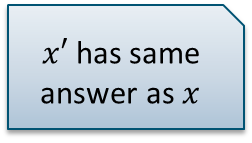 x′ has same
answer as x